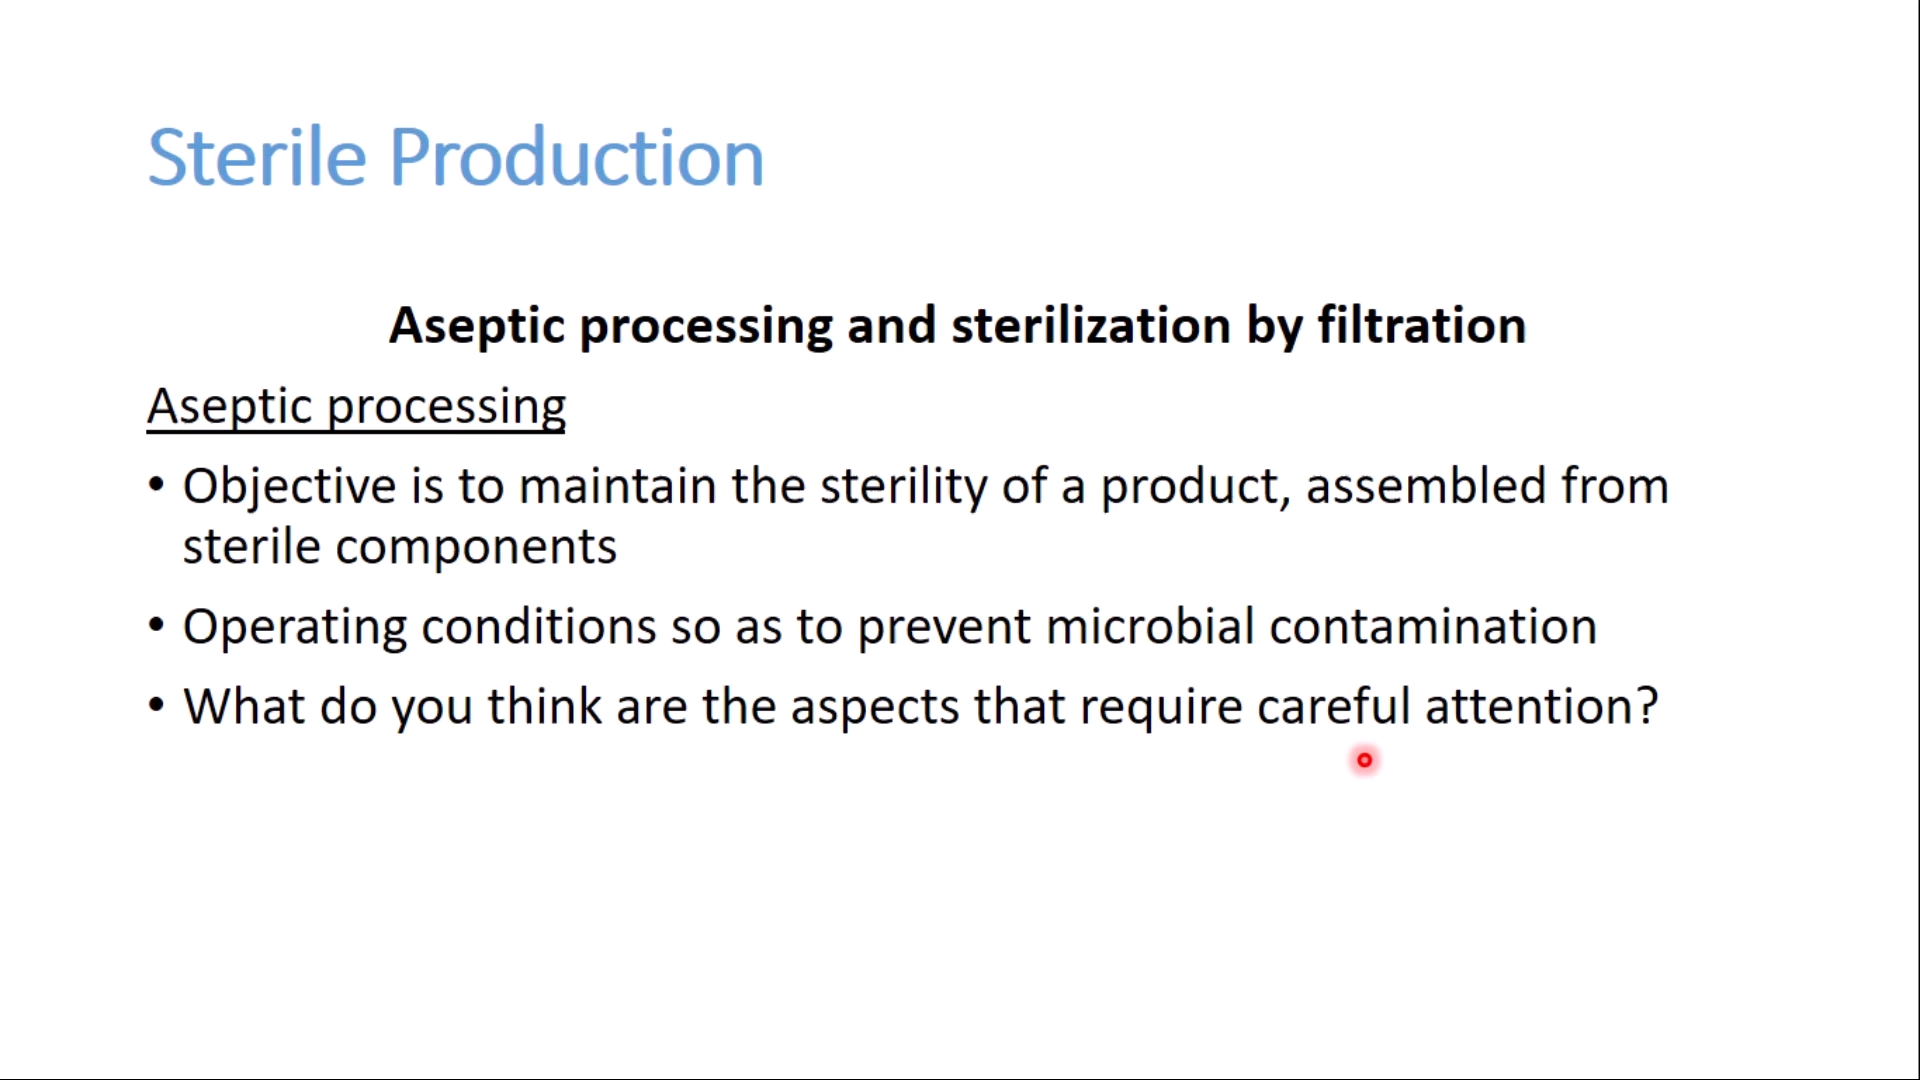 Sterile Production
Aseptic processing and sterilization by filtration
Aseptic processing
• Objective is to maintain the sterility of a product, assembled from
sterile components
• Operating conditions so as to prevent microbial contamination
• What do you think are the aspects that require careful attention?